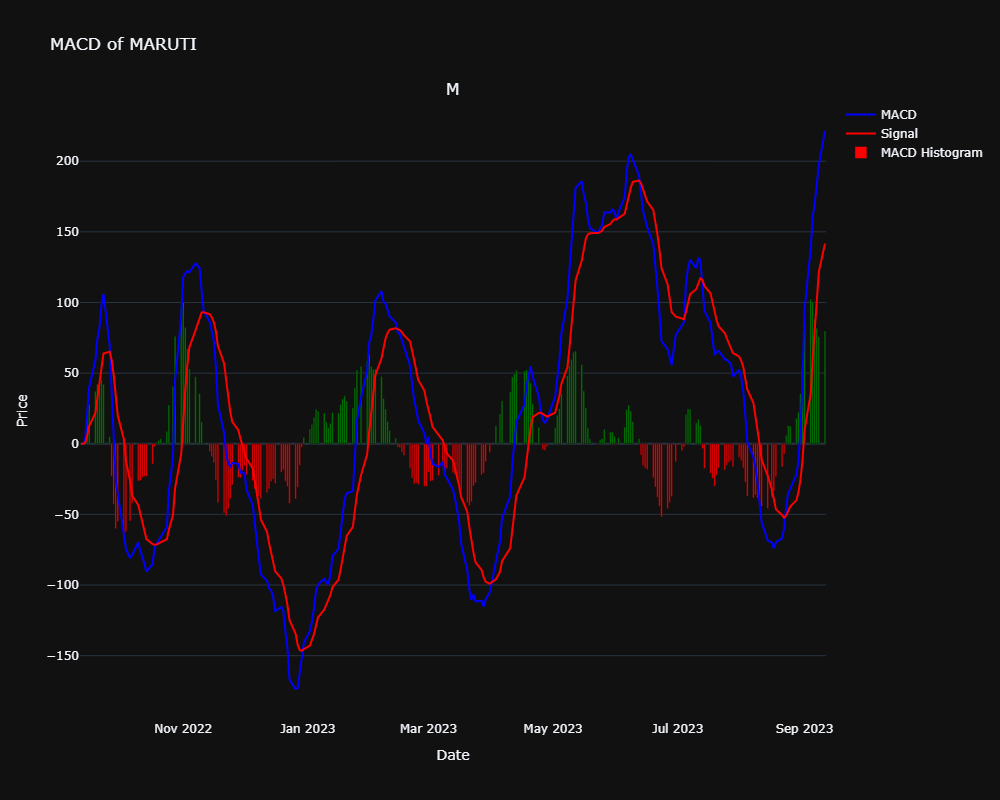 MACD of MARUTI
M
MACD
Signal
MACD Histogram
200
150
100
50
0
−50
−100
−150
Price
Nov 2022
Jan 2023
Mar 2023
May 2023
Jul 2023
Sep 2023
Date